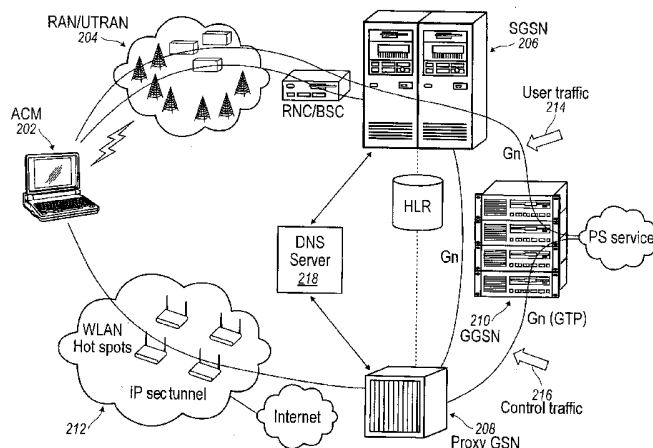 RAN/UTRAN
204
SGSN
206
RNC/BSC
User traffic
214
ACM
202
Gn
HLR
DNS
Server
218
Gn
PS service
210
GGSN
Gn (GTP)
WLAN
Hot spots
iP sec tunnel
212
Internet
208
Proxy GSN
216
Control traffic